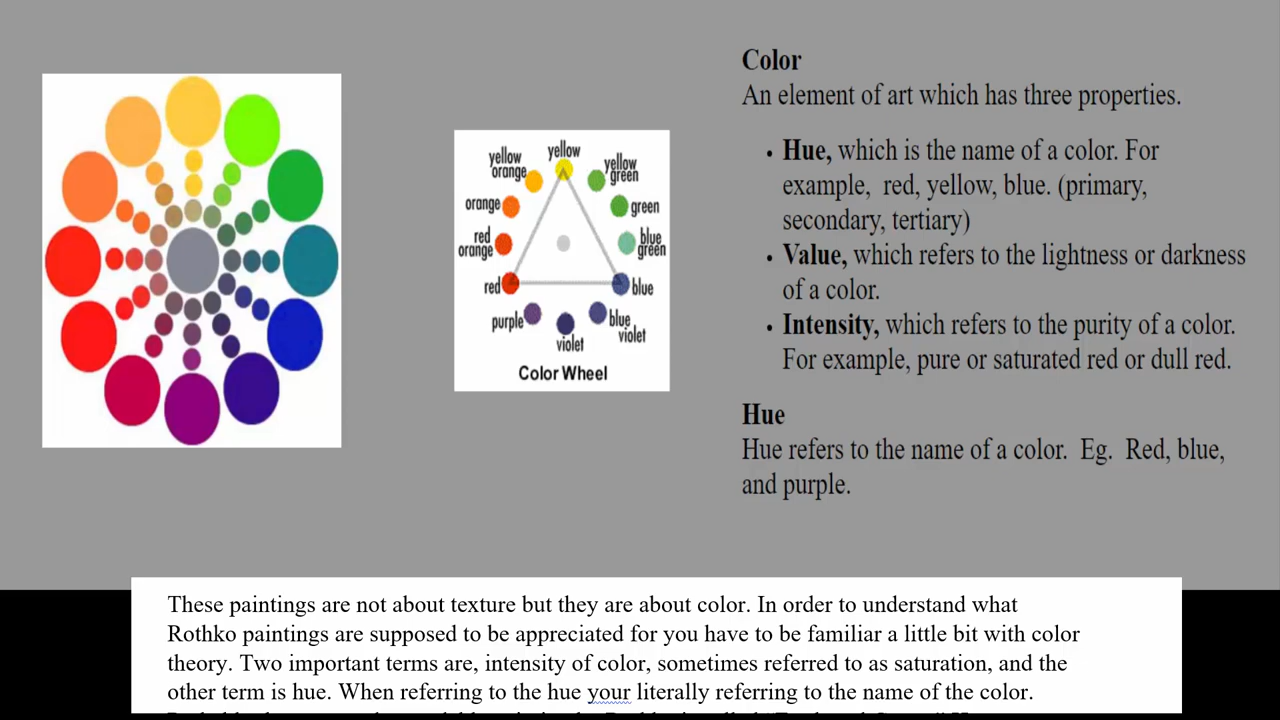 yellow
yellow
orange
yellow
green
orange
green
red
orange
blue
green
red
blue
purple
blue
violet
violet
Color Wheel
Color
An element of art which has three properties.
• Hue, which is the name of a color. For
example, red, yellow, blue. (primary,
secondary, tertiary)
• Value, which refers to the lightness or darkness
of a color.
• Intensity, which refers to the purity of a color.
For example, pure or saturated red or dull red.
Hue
Hue refers to the name of a color. Eg. Red, blue,
and purple.
These paintings are not about texture but they are about color. In order to understand what
Rothko paintings are supposed to be appreciated for you have to be familiar a little bit with color
theory. Two important terms are, intensity of color, sometimes referred to as saturation, and the
other term is hue. When referring to the hue your literally referring to the name of the color.